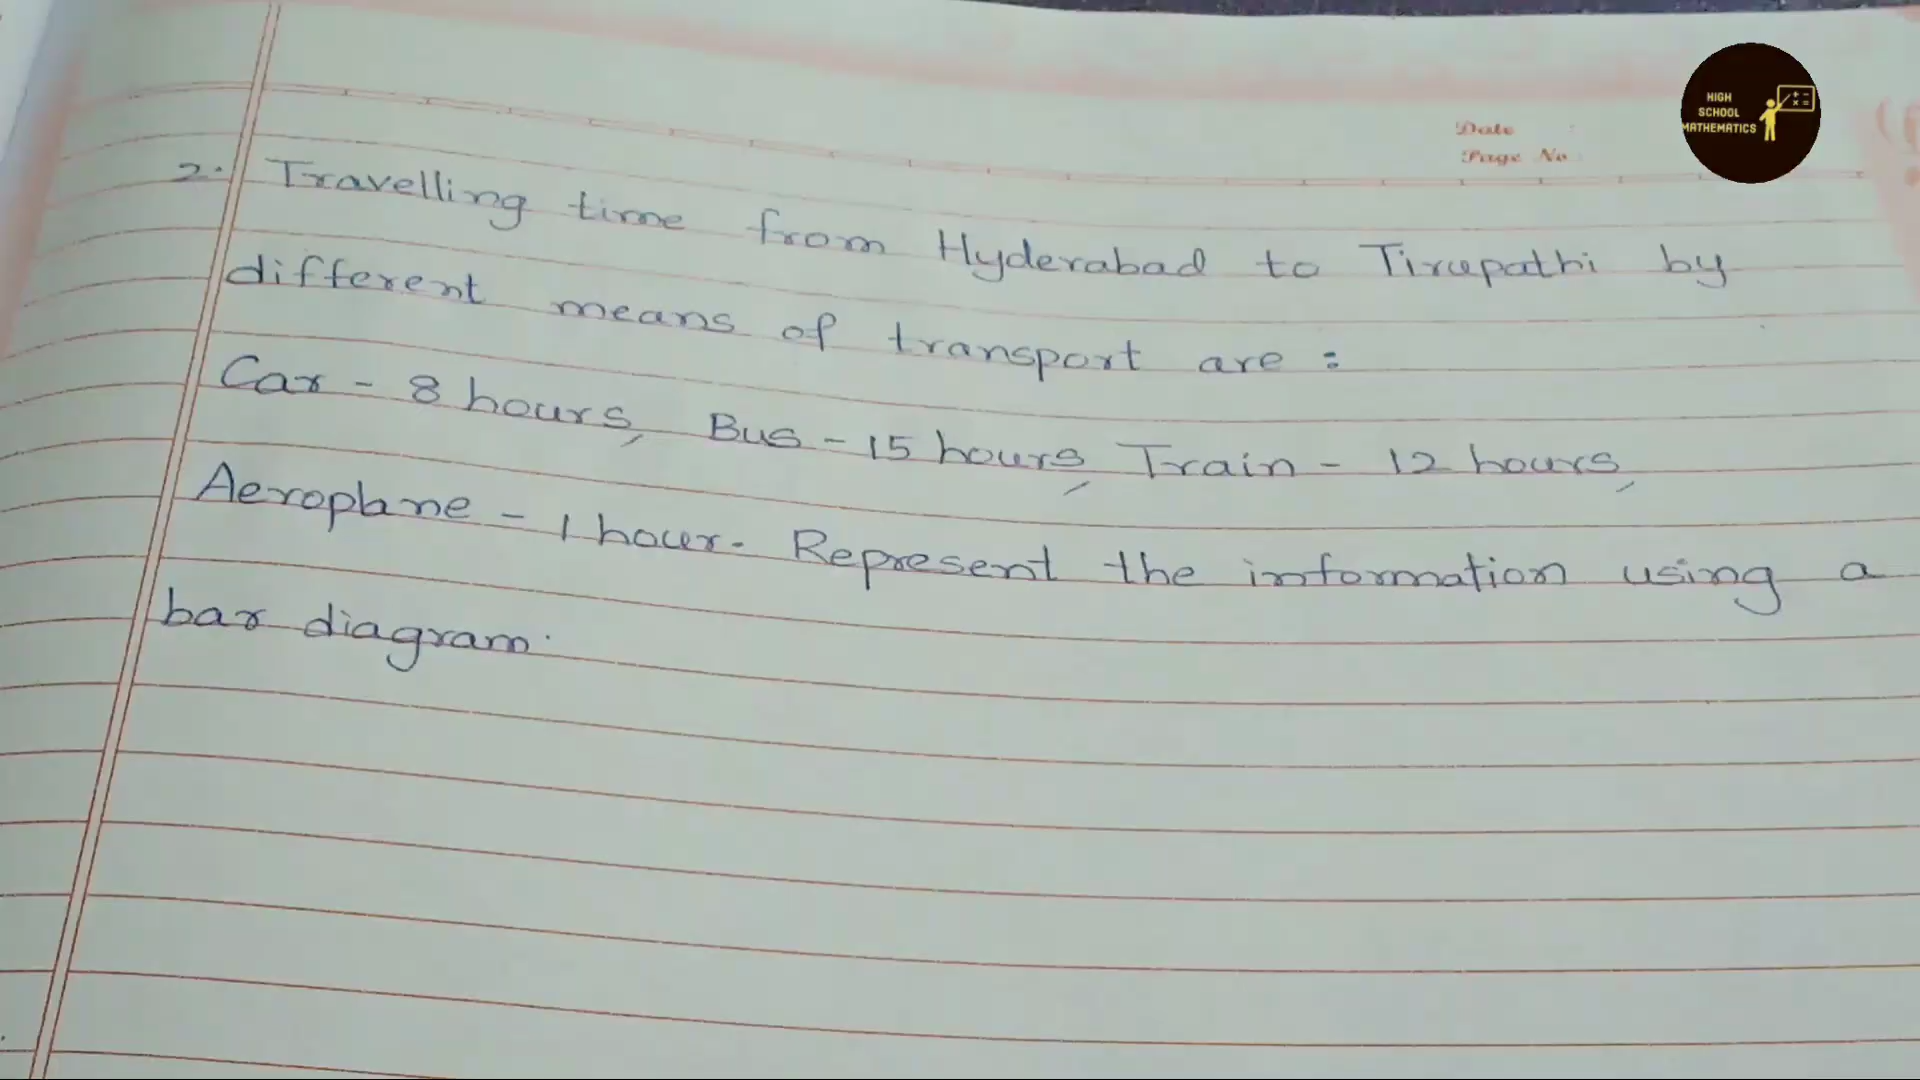 HIGH
SCHOOL
MATHEMATICS
Date :
Page No :
2. Travelling time from Hyderabad to Tirupathi by
different means of transport are :
Car - 8 hours, Bus - 15 hours, Train - 12 hours,
Aeroplane - 1 hour. Represent the information using a
bar diagram.